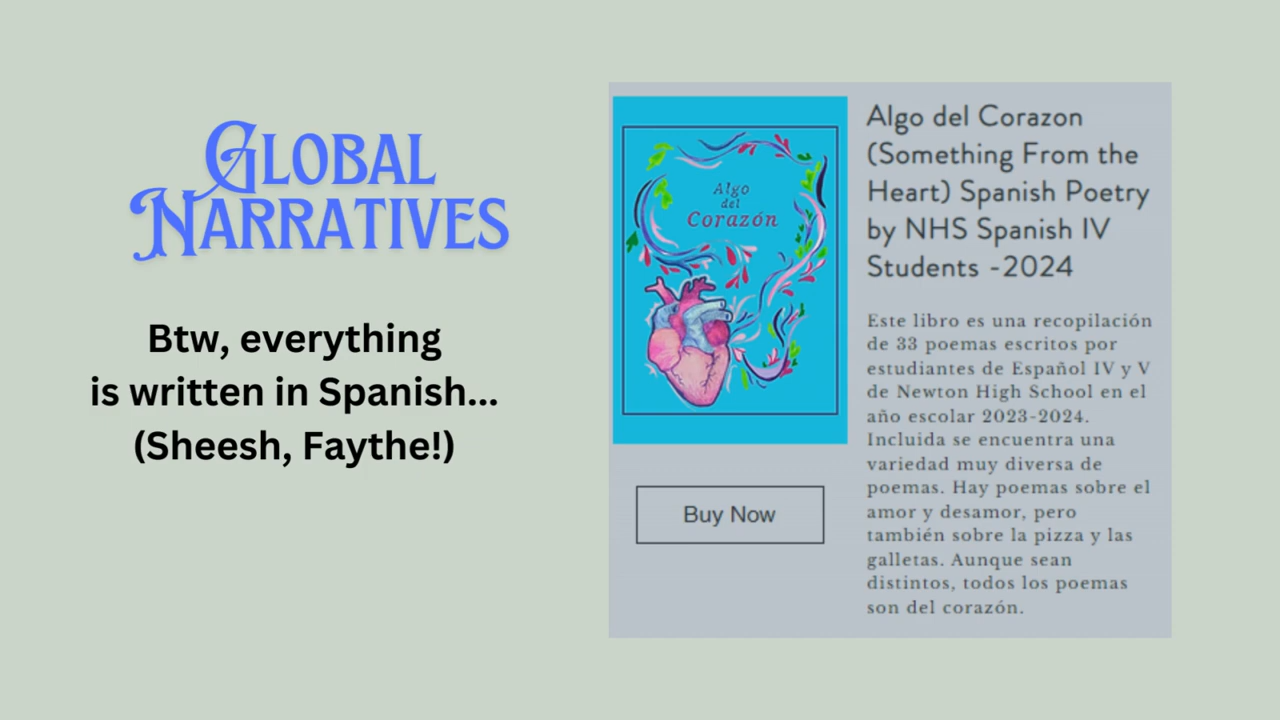 GLOBAL
NARRATIVES
Btw, everything
is written in Spanish...
(Sheesh, Faythe!)
Algo
del
Corazón
Buy Now
Algo del Corazon
(Something From the
Heart) Spanish Poetry
by NHS Spanish IV
Students -2024
Este libro es una recopilación
de 33 poemas escritos por
estudiantes de Español IV y V
de Newton High School en el
año escolar 2023-2024.
Incluida se encuentra una
variedad muy diversa de
poemas. Hay poemas sobre el
amor y desamor, pero
también sobre la pizza y las
galletas. Aunque sean
distintos, todos los poemas
son del corazón.